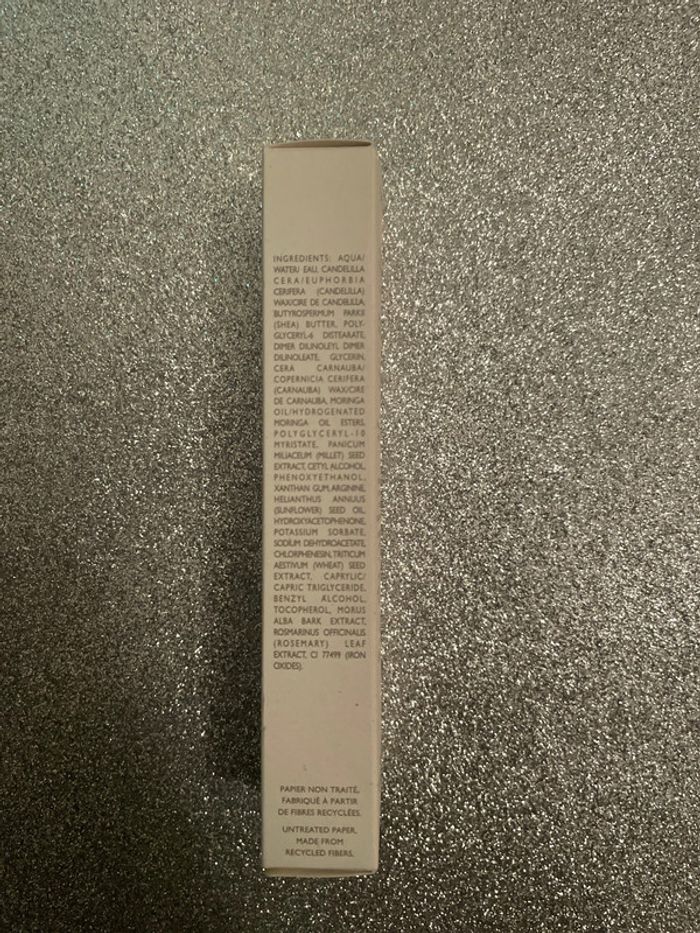 INGREDIENTS: AQUA/
WATER/ EAU, CANDELILLA
CERA/EUPHORBIA
CERIFERA (CANDELILLA)
WAX/CIRE DE CANDELILLA,
BUTYROSPERMUM PARKII
(SHEA) BUTTER, POLY-
GLYCERYL-6 DISTEARATE,
DIMER DILINOLEYL DIMER
DILINOLEATE, GLYCERIN,
CERA CARNAUBA/
COPERNICIA CERIFERA
(CARNAUBA) WAX/CIRE
DE CARNAUBA, MORINGA
OIL/HYDROGENATED
MORINGA OIL ESTERS,
POLYGLYCERYL-10
MYRISTATE, PANICUM
MILIACEUM (MILLET) SEED
EXTRACT, CETYL ALCOHOL,
PHENOXYETHANOL,
XANTHAN GUM, ARGININE,
HELIANTHUS ANNUUS
(SUNFLOWER) SEED OIL,
HYDROXYACETOPHENONE,
POTASSIUM SORBATE,
SODIUM DEHYDROACETATE,
CHLORPHENESIN, TRITICUM
AESTIVUM (WHEAT) SEED
EXTRACT, CAPRYLIC/
CAPRIC TRIGLYCERIDE,
BENZYL ALCOHOL,
TOCOPHEROL, MORUS
ALBA BARK EXTRACT,
ROSMARINUS OFFICINALIS
(ROSEMARY) LEAF
EXTRACT, CI 77499 (IRON
OXIDES).
PAPIER NON TRAITÉ,
FABRIQUÉ À PARTIR
DE FIBRES RECYCLÉES.
UNTREATED PAPER,
MADE FROM
RECYCLED FIBERS.